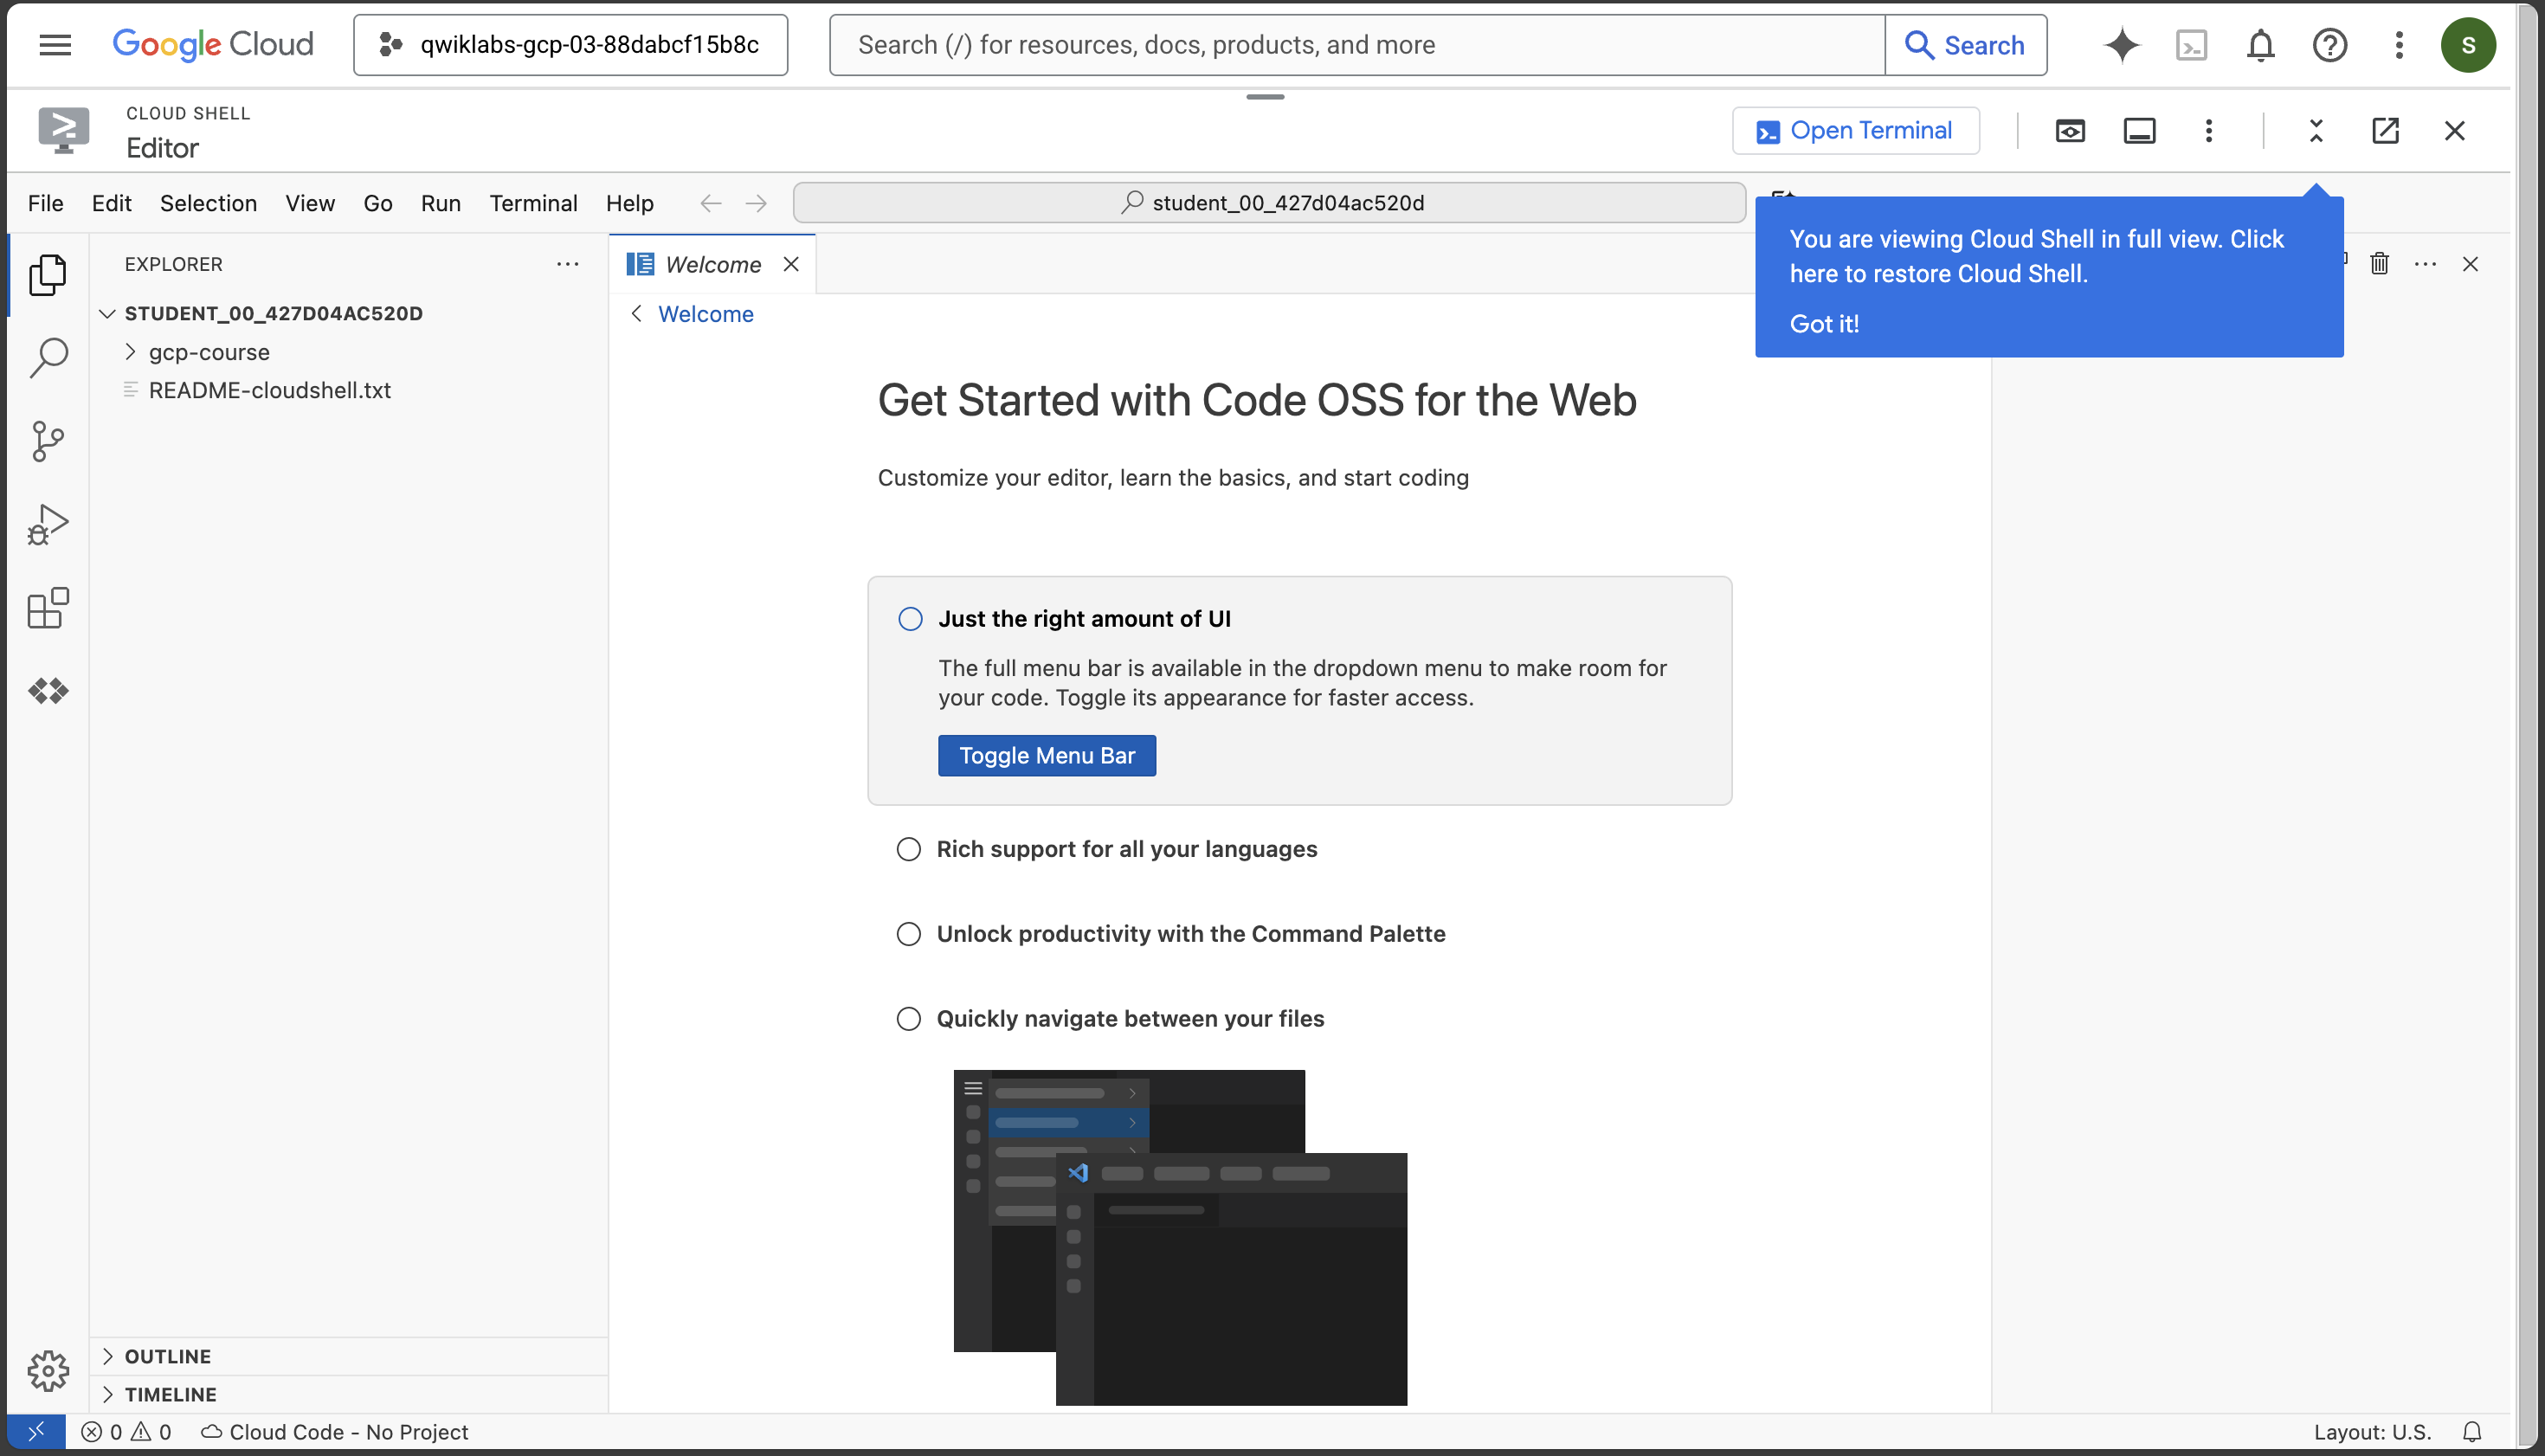 Google Cloud
qwiklabs-gcp-03-88dabcf15b8c
Search (/) for resources, docs, products, and more
Search
S
CLOUD SHELL
Editor
Open Terminal
File Edit Selection View Go Run Terminal Help
student_00_427d04ac520d
You are viewing Cloud Shell in full view. Click
here to restore Cloud Shell.
Got it!
EXPLORER
Welcome
STUDENT_00_427D04AC520D
Welcome
gcp-course
README-cloudshell.txt
Get Started with Code OSS for the Web
Customize your editor, learn the basics, and start coding
Just the right amount of UI
The full menu bar is available in the dropdown menu to make room for
your code. Toggle its appearance for faster access.
Toggle Menu Bar
Rich support for all your languages
Unlock productivity with the Command Palette
Quickly navigate between your files
OUTLINE
TIMELINE
0 0 Cloud Code - No Project
Layout: U.S.